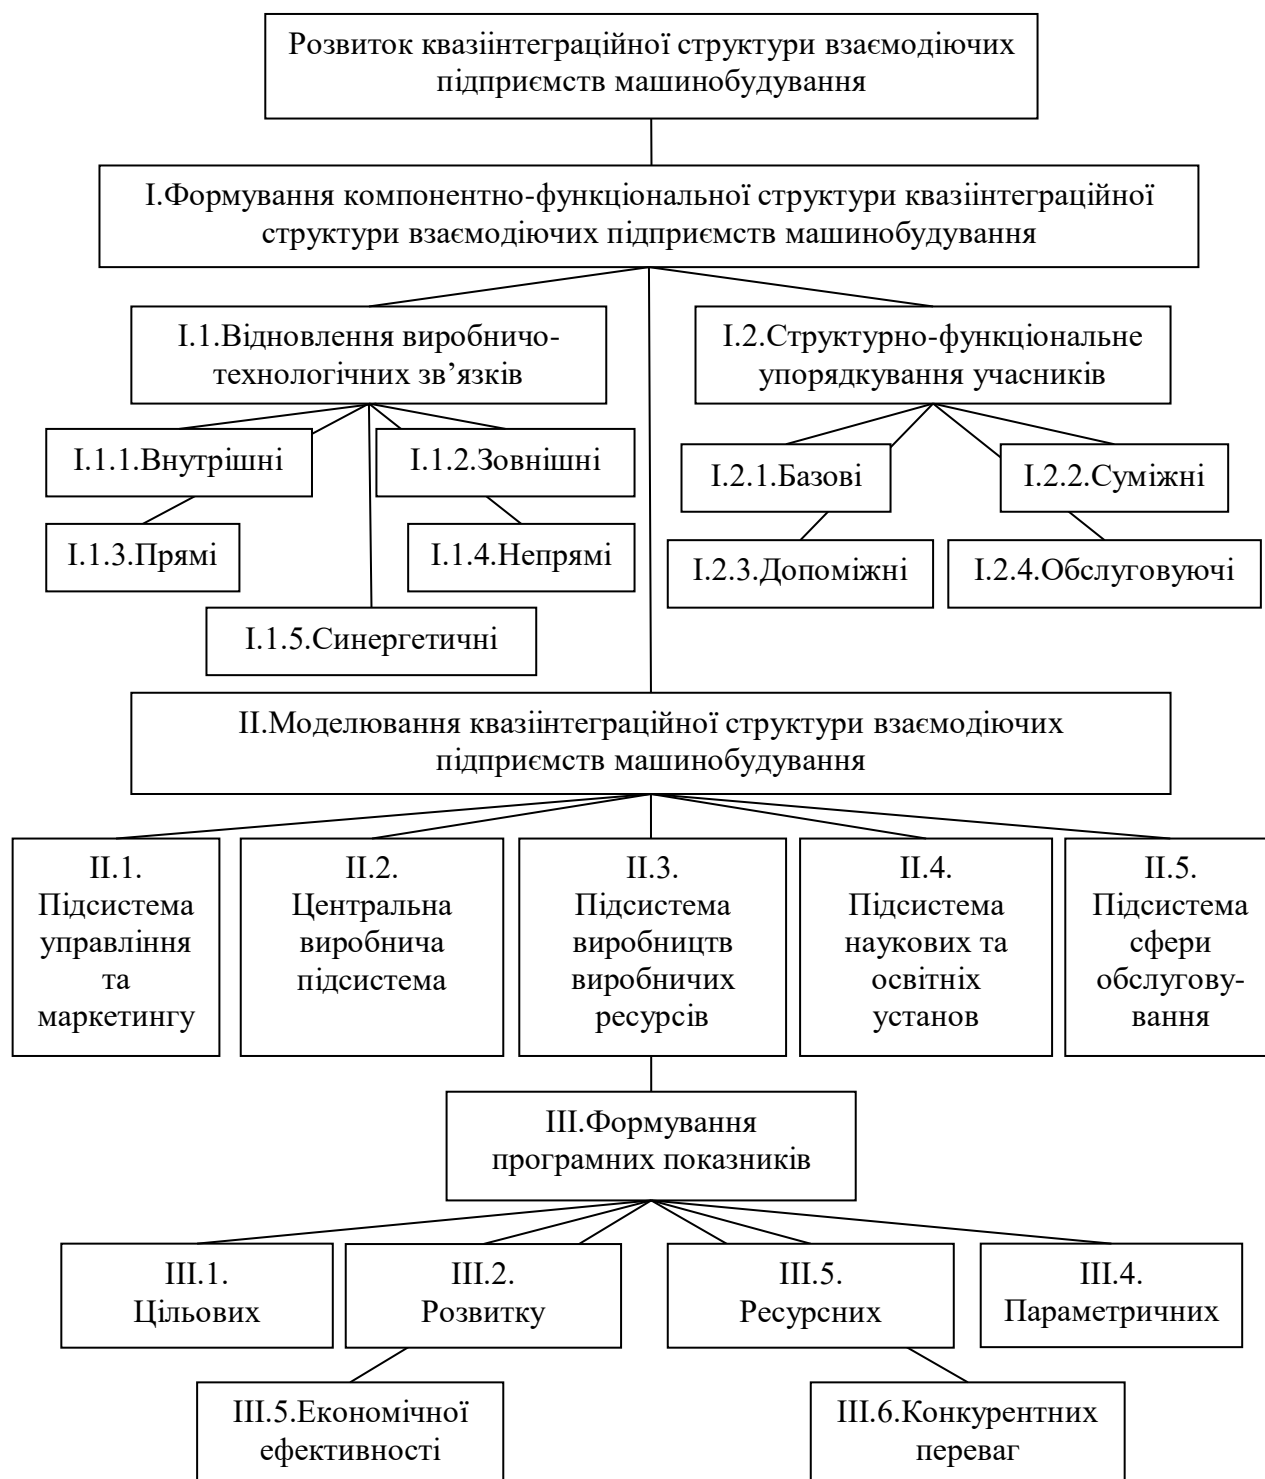 Розвиток квазіінтеграційної структури взаємодіючих
підприємств машинобудування
І.Формування компонентно-функціональної структури квазіінтеграційної
структури взаємодіючих підприємств машинобудування
І.1.Відновлення виробничо-
технологічних зв’язків
І.2.Структурно-функціональне
упорядкування учасників
І.1.1.Внутрішні
І.1.2.Зовнішні
І.2.1.Базові
І.2.2.Суміжні
І.1.3.Прямі
І.1.4.Непрямі
І.2.3.Допоміжні
І.2.4.Обслуговуючі
І.1.5.Синергетичні
ІІ.Моделювання квазіінтеграційної структури взаємодіючих
підприємств машинобудування
ІІ.1.
Підсистема
управління
та
маркетингу
ІІ.2.
Центральна
виробнича
підсистема
ІІ.3.
Підсистема
виробництв
виробничих
ресурсів
ІІ.4.
Підсистема
наукових та
освітніх
установ
ІІ.5.
Підсистема
сфери
обслугову-
вання
ІІІ.Формування
програмних показників
ІІІ.1.
Цільових
ІІІ.2.
Розвитку
ІІІ.5.
Ресурсних
ІІІ.4.
Параметричних
ІІІ.5.Економічної
ефективності
ІІІ.6.Конкурентних
переваг